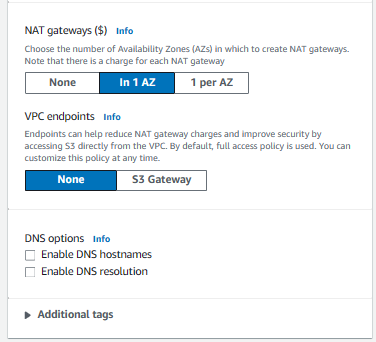 NAT gateways ($) Info
Choose the number of Availability Zones (AZs) in which to create NAT gateways.
Note that there is a charge for each NAT gateway
None In 1 AZ 1 per AZ
VPC endpoints Info
Endpoints can help reduce NAT gateway charges and improve security by
accessing S3 directly from the VPC. By default, full access policy is used. You can
customize this policy at any time.
None S3 Gateway
DNS options Info
Enable DNS hostnames
Enable DNS resolution
Additional tags